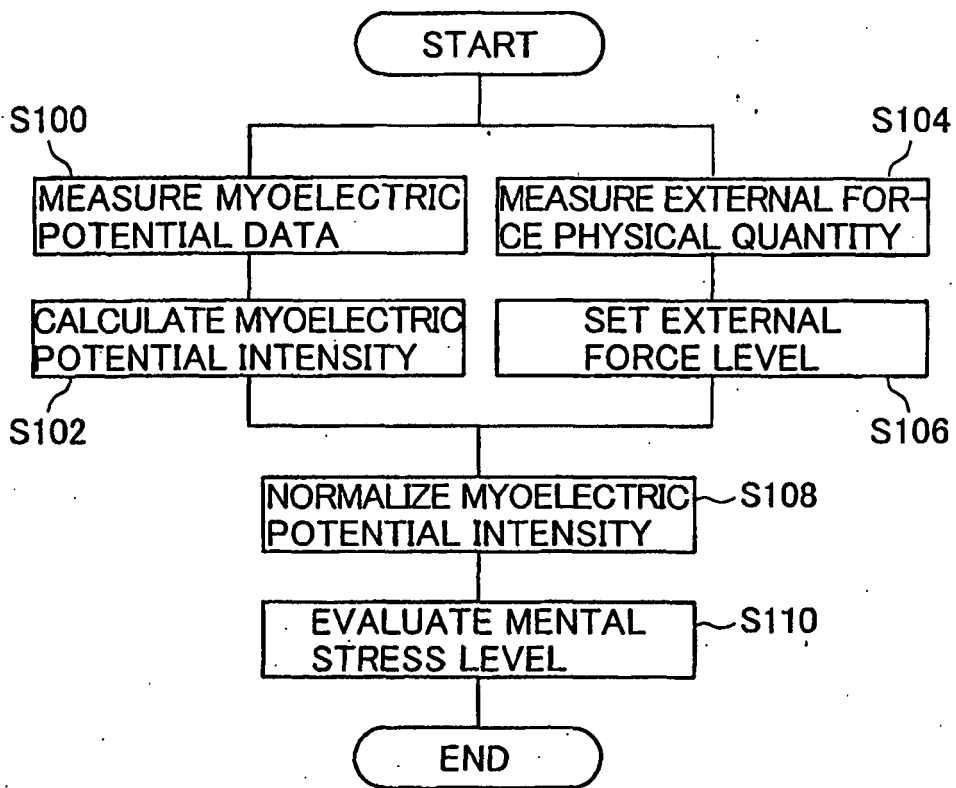 START
S100
S104
MEASURE MYOELECTRIC
POTENTIAL DATA
MEASURE EXTERNAL FOR-
CE PHYSICAL QUANTITY
CALCULATE MYOELECTRIC
POTENTIAL INTENSITY
SET EXTERNAL
FORCE LEVEL
S102
S106
NORMALIZE MYOELECTRIC
POTENTIAL INTENSITY
S108
EVALUATE MENTAL
STRESS LEVEL
S110
END